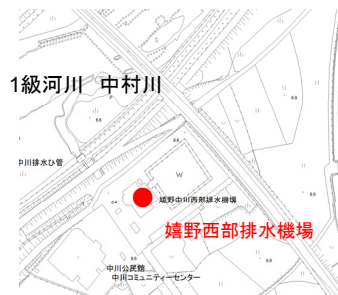 1級河川 中村川
中川排水ひ管
W
嬉野中川西部排水機場
嬉野西部排水機場
中川公民館
中川コミュニティーセンター